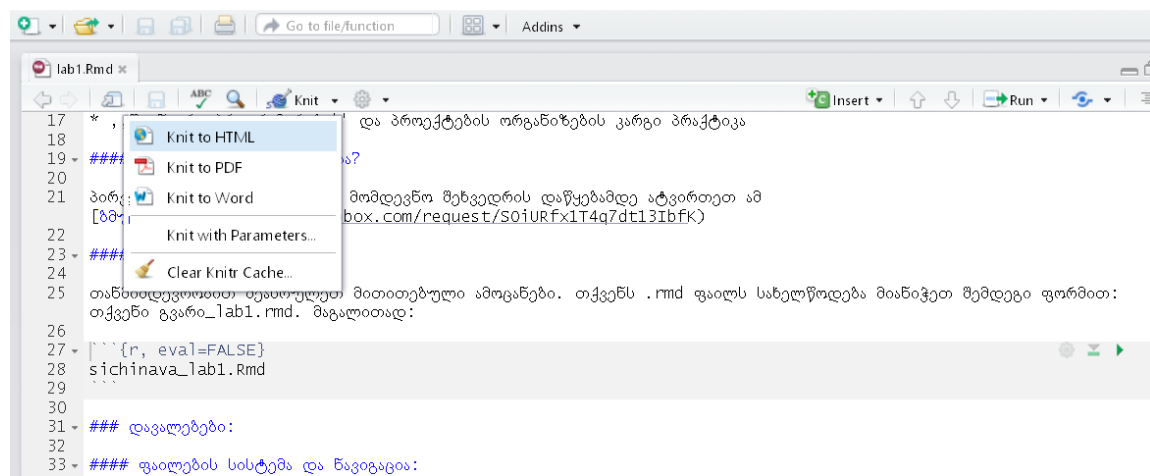 Go to file/function Addins
lab1.Rmd
ABC Knit Insert Run
17 * , და პროექტების ორგანიზების კარგი პრაქტიკა
18 Knit to HTML
19 ####
20 Knit to PDF
21 მომდევნო შეხვედრის დაწყებამდე ატვირთეთ ამ
Knit to Word
box.com/request/SOiURfx1T4q7dt13IbfK)
22 Knit with Parameters...
23 ####
24 Clear Knitr Cache...
25 მითითებული ამოცანები. თქვენს .rmd ფაილს სახელწოდება მიანიჭეთ შემდეგი ფორმით:
თქვენი გვარი_lab1.rmd. მაგალითად:
26
27 ```{r, eval=FALSE}
28 sichinava_lab1.Rmd
29 ```
30
31 ### დავალებები:
32
33 #### ფაილების სისტემა და ნავიგაცია: